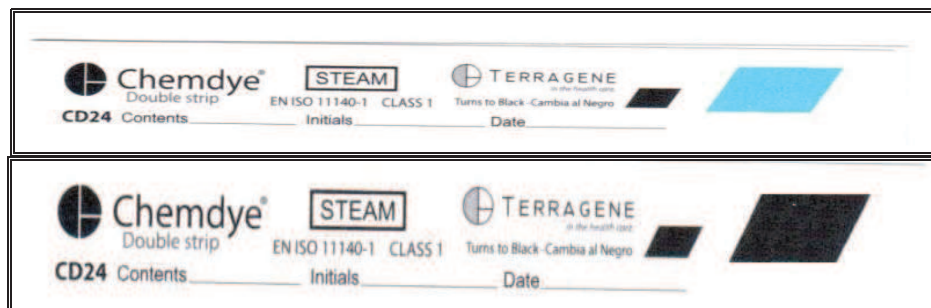 Chemdye® STEAM TERRAGENE
Double strip in the health care.
EN ISO 11140-1 CLASS 1 Turns to Black -Cambia al Negro
CD24 Contents Initials Date
Chemdye® STEAM TERRAGENE
Double strip in the health care.
EN ISO 11140-1 CLASS 1 Turns to Black -Cambia al Negro
CD24 Contents Initials Date